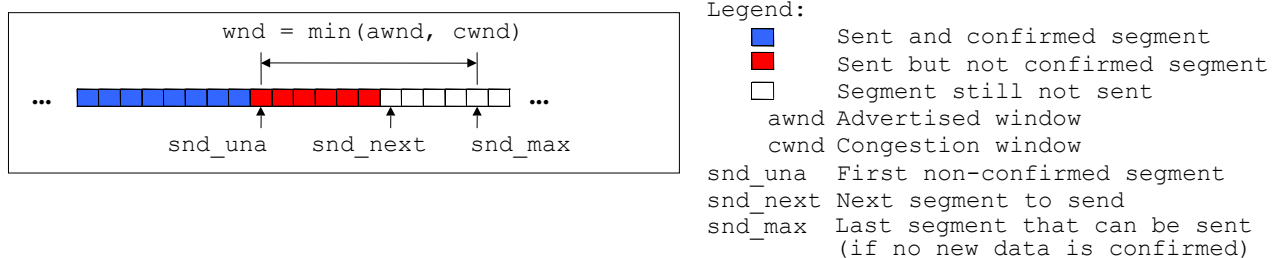 wnd = min(awnd, cwnd)
... ...
snd_una snd_next snd_max
Legend:
Sent and confirmed segment
Sent but not confirmed segment
Segment still not sent
awnd Advertised window
cwnd Congestion window
snd_una First non-confirmed segment
snd_next Next segment to send
snd_max Last segment that can be sent
(if no new data is confirmed)